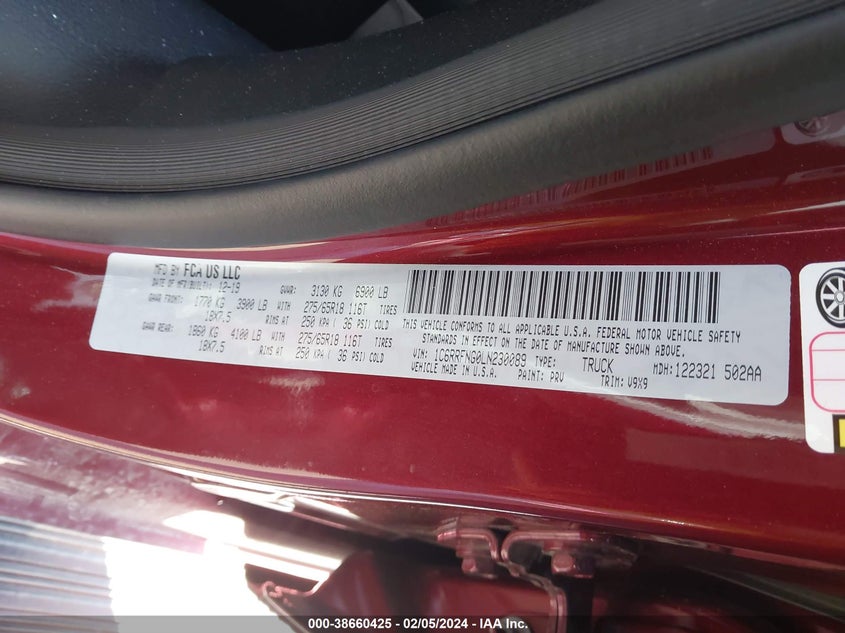 MFD BY FCA US LLC
DATE OF MFR(BUILT): 12-19 GVWR: 3130 KG 6900 LB
GAWR FRONT: 1770 KG 3900 LB WITH 275/65R18 116T TIRES
18X7.5 RIMS AT 250 KPA ( 36 PSI) COLD
GAWR REAR: 1860 KG 4100 LB WITH 275/65R18 116T TIRES
18X7.5 RIMS AT 250 KPA ( 36 PSI) COLD
THIS VEHICLE CONFORMS TO ALL APPLICABLE U.S.A. FEDERAL MOTOR VEHICLE SAFETY
STANDARDS IN EFFECT ON THE DATE OF MANUFACTURE SHOWN ABOVE.
VIN: 1C6RRFNG0LN230089 TYPE: TRUCK MDH: 122321 502AA
VEHICLE MADE IN U.S.A. PAINT: PRV TRIM: V9X9
000-38660425 - 02/05/2024 - IAA Inc.